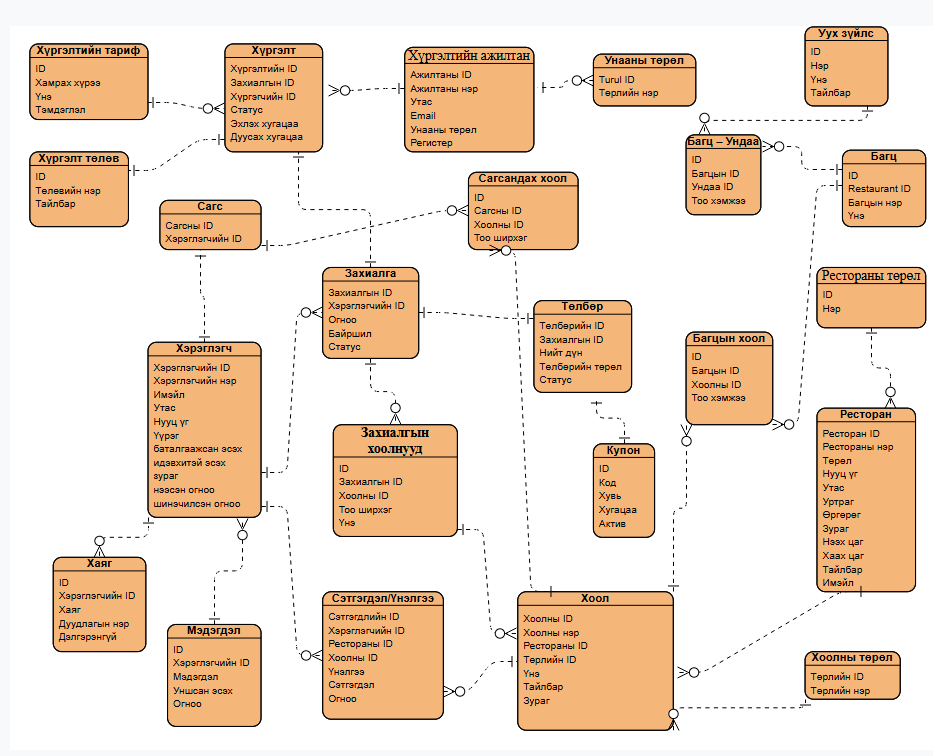 Хүргэлтийн тариф
ID
Хамрах хүрээ
Үнэ
Тэмдэглэл
Хүргэлт
Хүргэлтийн ID
Захиалгын ID
Хүргэгчийн ID
Статус
Эхлэх хугацаа
Дуусах хугацаа
Хүргэлтийн ажилтан
Ажилтаны ID
Ажилтаны нэр
Утас
Email
Унааны төрөл
Регистер
Унааны төрөл
Turul ID
Төрлийн нэр
Уух зүйлс
ID
Нэр
Үнэ
Тайлбар
Хүргэлт төлөв
ID
Төлөвийн нэр
Тайлбар
Багц – Ундаа
ID
Багцын ID
Ундаа ID
Тоо хэмжээ
Багц
ID
Restaurant ID
Багцын нэр
Үнэ
Сагс
Сагсны ID
Хэрэглэгчийн ID
Сагсандах хоол
ID
Сагсны ID
Хоолны ID
Тоо ширхэг
Захиалга
Захиалгын ID
Хэрэглэгчийн ID
Огноо
Байршил
Статус
Рестораны төрөл
ID
Нэр
Төлбөр
Төлбөрийн ID
Захиалгын ID
Нийт дүн
Төлбөрийн төрөл
Статус
Багцын хоол
ID
Багцын ID
Хоолны ID
Тоо хэмжээ
Хэрэглэгч
Хэрэглэгчийн ID
Хэрэглэгчийн нэр
Имэйл
Утас
Нууц үг
Үүрэг
баталгаажсан эсэх
идэвхитэй эсэх
зураг
нээсэн огноо
шинэчилсэн огноо
Захиалгын
хоолнууд
ID
Захиалгын ID
Хоолны ID
Тоо ширхэг
Үнэ
Купон
ID
Код
Хувь
Хугацаа
Актив
Ресторан
Ресторан ID
Рестораны нэр
Төрөл
Нууц үг
Утас
Уртраг
Өргөрөг
Зураг
Нээх цаг
Хаах цаг
Тайлбар
Имэйл
Хаяг
ID
Хэрэглэгчийн ID
Хаяг
Дуудлагын нэр
Дэлгэрэнгүй
Мэдэгдэл
ID
Хэрэглэгчийн ID
Мэдэгдэл
Уншсан эсэх
Огноо
Сэтгэгдэл/Үнэлгээ
Сэтгэгдлийн ID
Хэрэглэгчийн ID
Рестораны ID
Хоолны ID
Үнэлгээ
Сэтгэгдэл
Огноо
Хоол
Хоолны ID
Хоолны нэр
Рестораны ID
Төрлийн ID
Үнэ
Тайлбар
Зураг
Хоолны төрөл
Төрлийн ID
Төрлийн нэр